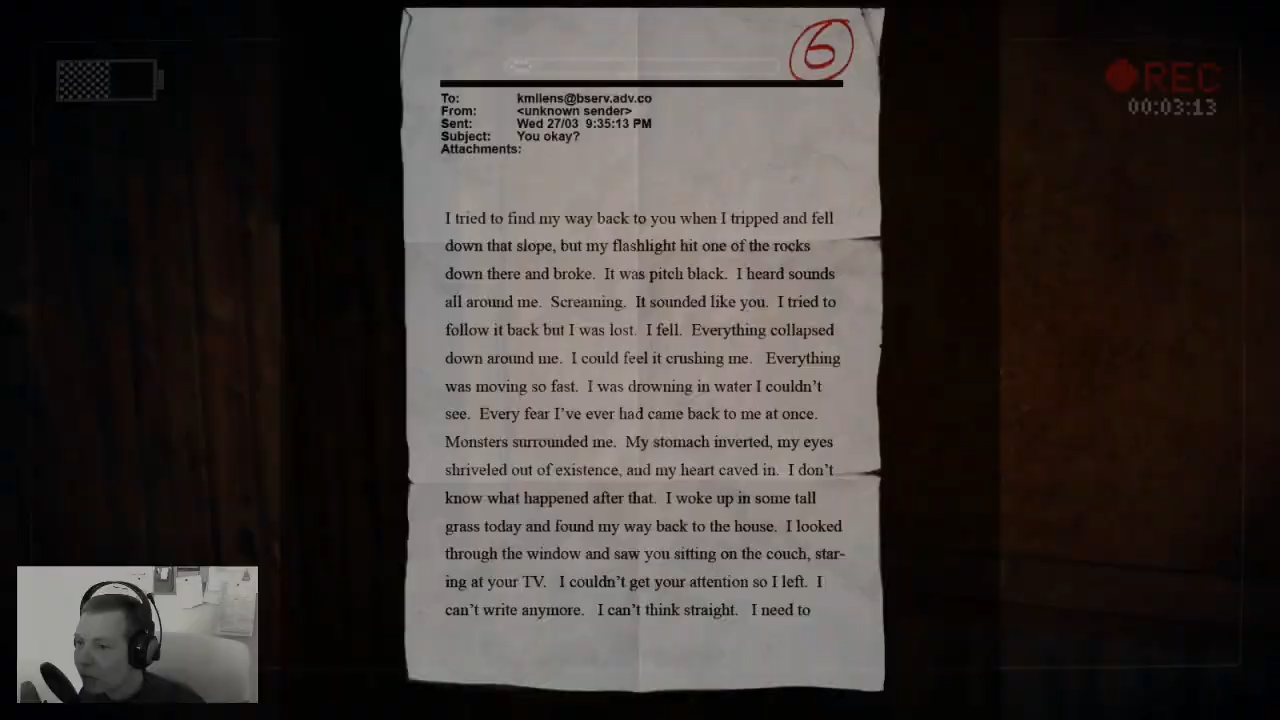 6
REC
00:03:13
To: kmllens@bserv.adv.co
From: <unknown sender>
Sent: Wed 27/03 9:35:13 PM
Subject: You okay?
Attachments:
I tried to find my way back to you when I tripped and fell
down that slope, but my flashlight hit one of the rocks
down there and broke. It was pitch black. I heard sounds
all around me. Screaming. It sounded like you. I tried to
follow it back but I was lost. I fell. Everything collapsed
down around me. I could feel it crushing me. Everything
was moving so fast. I was drowning in water I couldn't
see. Every fear I've ever had came back to me at once.
Monsters surrounded me. My stomach inverted, my eyes
shriveled out of existence, and my heart caved in. I don't
know what happened after that. I woke up in some tall
grass today and found my way back to the house. I looked
through the window and saw you sitting on the couch, star-
ing at your TV. I couldn't get your attention so I left. I
can't write anymore. I can't think straight. I need to